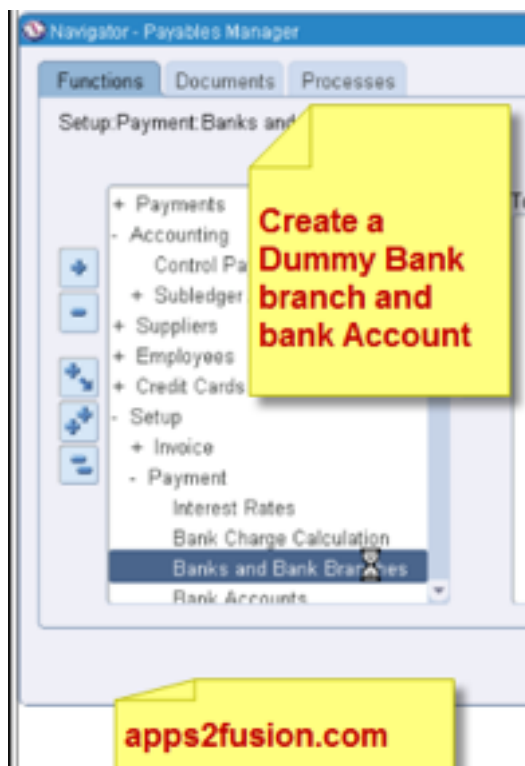 Navigator - Payables Manager
Functions Documents Processes
Setup:Payment:Banks and
+ Payments
- Accounting
Control Pa
+ Subledger
+ Suppliers
+ Employees
+ Credit Cards
- Setup
+ Invoice
- Payment
Interest Rates
Bank Charge Calculation
Banks and Bank Branches
Bank Accounts
Create a
Dummy Bank
branch and
bank Account
apps2fusion.com